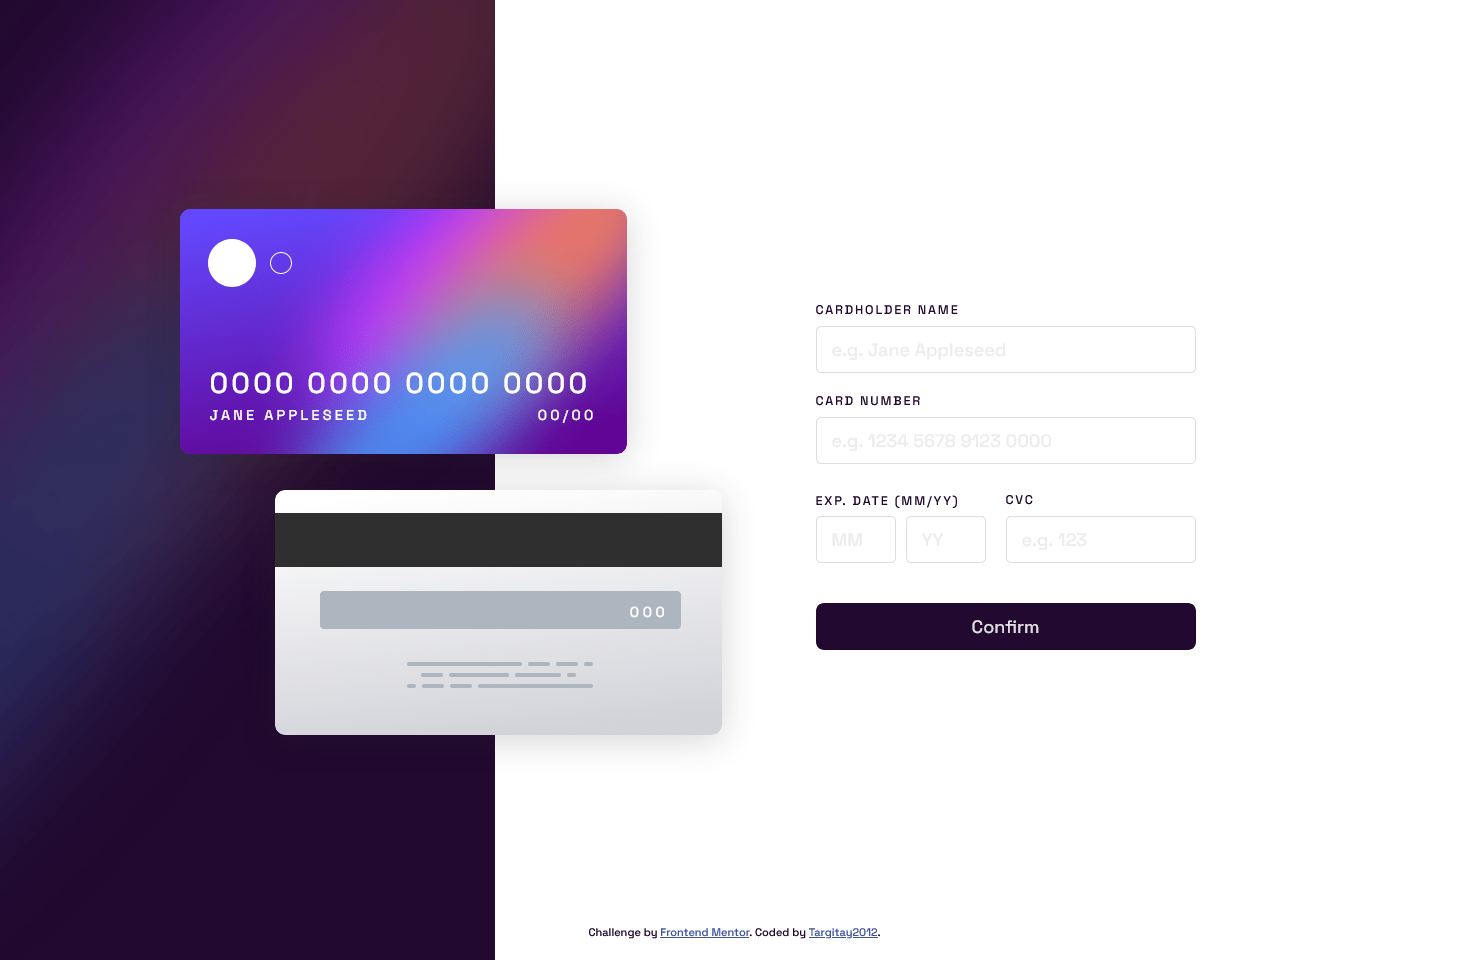 0000 0000 0000 0000
JANE APPLESEED 00/00
000
CARDHOLDER NAME
e.g. Jane Appleseed
CARD NUMBER
e.g. 1234 5678 9123 0000
EXP. DATE (MM/YY) CVC
MM YY e.g. 123
Confirm
Challenge by Frontend Mentor. Coded by Targitay2012.